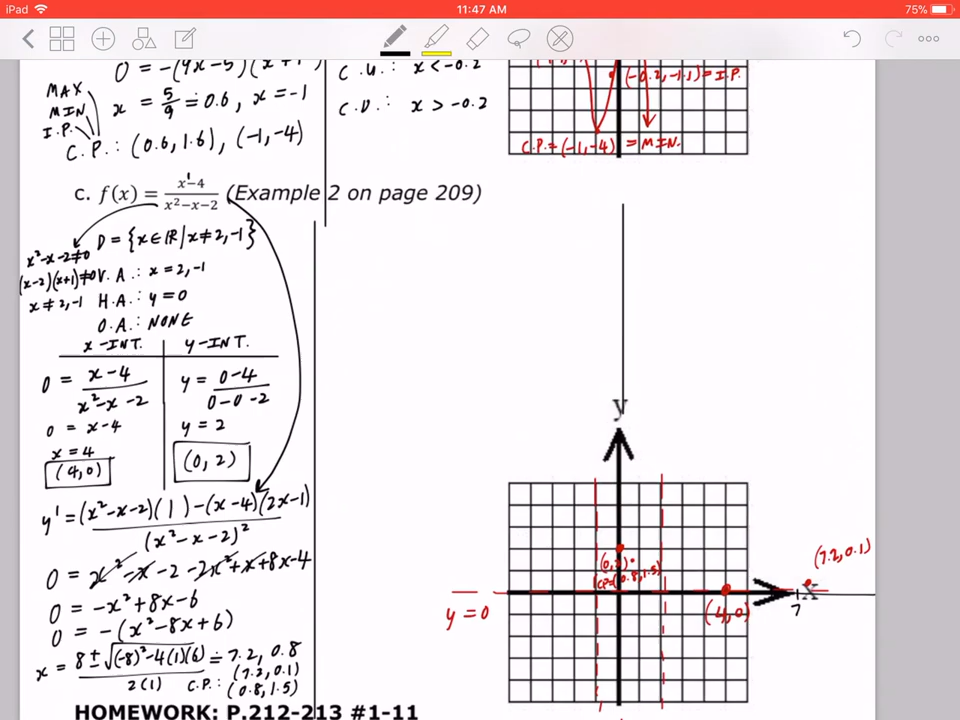 iPad
11:47 AM
75%
0 = -(9x-5)(x+1)
MAX
MIN
I.P.
x = 5/9 ≐ 0.6, x = -1
C.P.: (0.6, 1.6), (-1, -4)
C.U.: x < -0.2
C.D.: x > -0.2
(-0.2, -1.1) = I.P.
C.P. = (-1, -4) = MIN.
c. f(x) = x-4 / x²-x-2 (Example 2 on page 209)
D = {x∈ℝ | x≠2, -1}
x²-x-2≠0
(x-2)(x+1)≠0
x≠2, -1
V.A.: x = 2, -1
H.A.: y = 0
O.A.: NONE
x-INT.
0 = x-4 / x²-x-2
0 = x-4
x = 4
(4,0)
y-INT.
y = 0-4 / 0-0-2
y = 2
(0, 2)
y' = (x²-x-2)(1)-(x-4)(2x-1) / (x²-x-2)²
0 = x²-x-2-2x²+x+8x-4
0 = -x²+8x-6
0 = -(x²-8x+6)
x = 8±√(-8)²-4(1)(6) / 2(1) ≐ 7.2, 0.8
C.P.: (7.2, 0.1)
(0.8, 1.5)
HOMEWORK: P.212-213 #1-11
y
(0,2)
CP=(0.8,1.5)
(7.2, 0.1)
x
7
(4,0)
y = 0